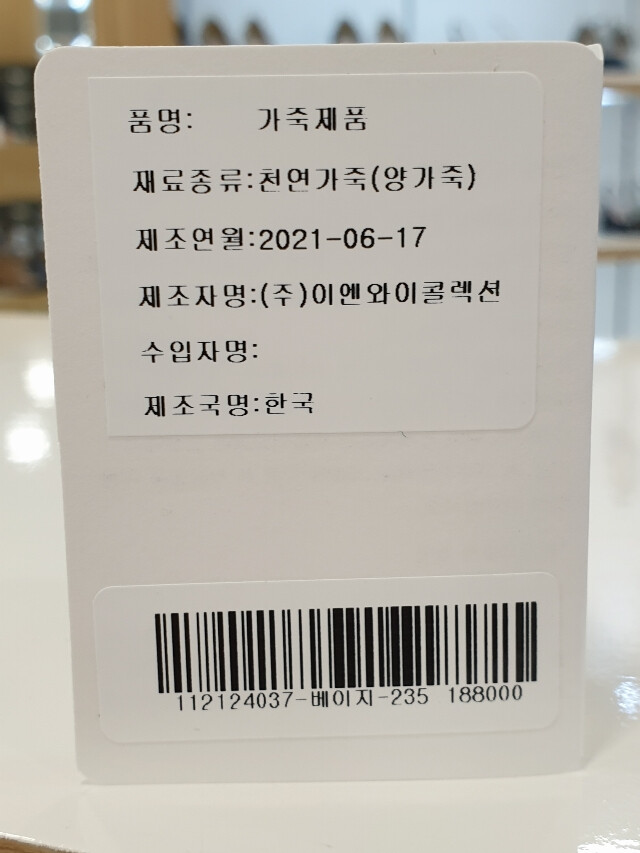 품명: 가죽제품
재료종류:천연가죽(양가죽)
제조연월:2021-06-17
제조자명:(주)이엔와이콜렉션
수입자명:
제조국명:한국
112124037-베이지-235 188000